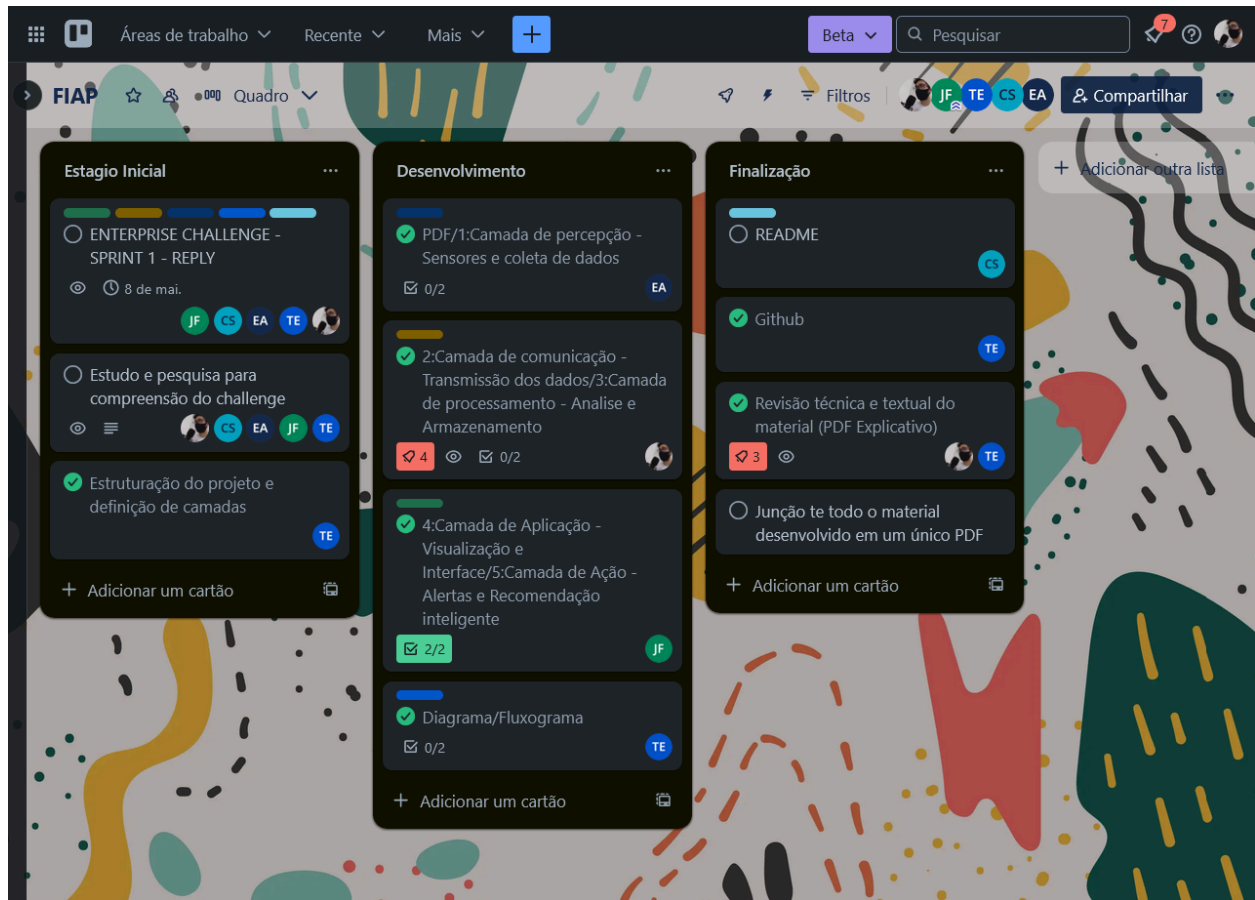 Áreas de trabalho
Recente
Mais
Beta
Pesquisar
7
FIAP
Quadro
Filtros
JF
TE
CS
EA
Compartilhar
Estagio Inicial
ENTERPRISE CHALLENGE -
SPRINT 1 - REPLY
8 de mai.
JF
CS
EA
TE
Estudo e pesquisa para
compreensão do challenge
CS
EA
JF
TE
Estruturação do projeto e
definição de camadas
TE
Adicionar um cartão
Desenvolvimento
PDF/1:Camada de percepção -
Sensores e coleta de dados
0/2
EA
2:Camada de comunicação -
Transmissão dos dados/3:Camada
de processamento - Analise e
Armazenamento
4
0/2
4:Camada de Aplicação -
Visualização e
Interface/5:Camada de Ação -
Alertas e Recomendação
inteligente
2/2
JF
Diagrama/Fluxograma
0/2
TE
Adicionar um cartão
Finalização
README
CS
Github
TE
Revisão técnica e textual do
material (PDF Explicativo)
3
TE
Junção te todo o material
desenvolvido em um único PDF
Adicionar um cartão
Adicionar outra lista